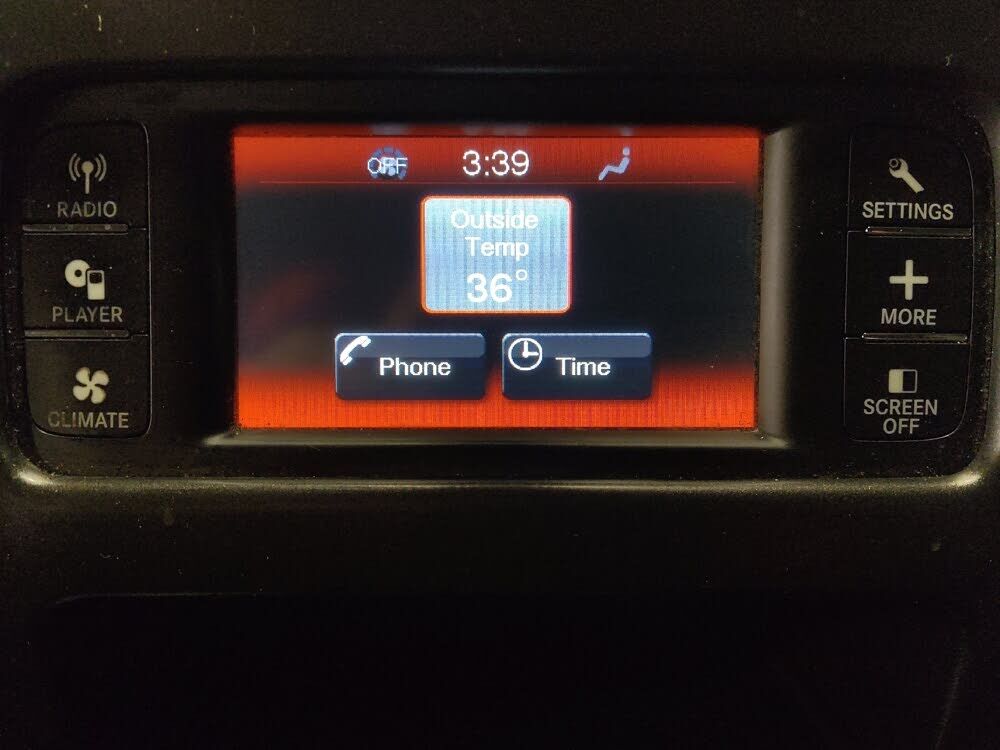 OFF 3:39
RADIO
PLAYER
CLIMATE
Outside
Temp
36°
Phone
Time
SETTINGS
MORE
SCREEN
OFF